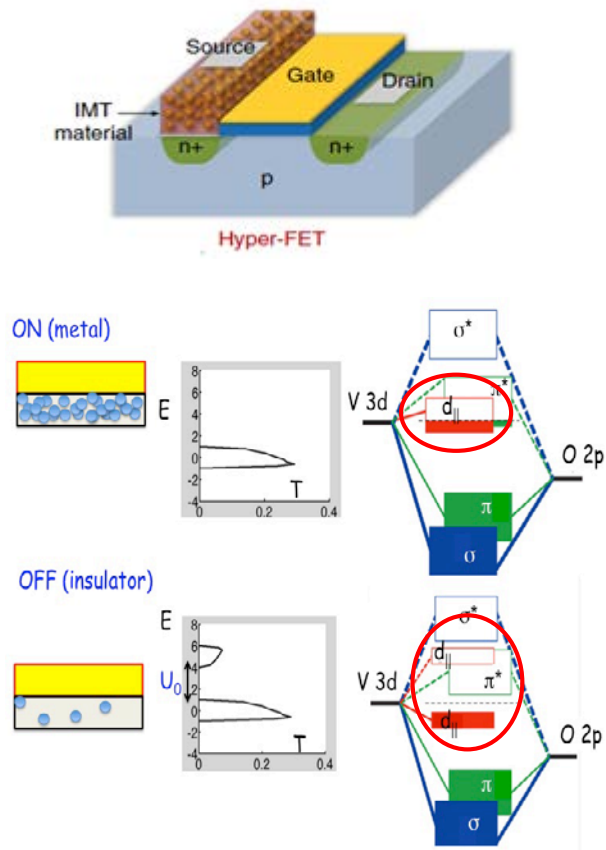 Source
Gate
Drain
IMT
material
n+
n+
p
Hyper-FET
ON (metal)
E
8
6
4
2
0
-2
-4
T
0
0.2
0.4
σ*
π*
V 3d
d||
O 2p
π
σ
OFF (insulator)
E
8
6
4
2
0
-2
-4
U₀
T
0
0.2
0.4
σ*
d||
V 3d
π*
d||
O 2p
π
σ